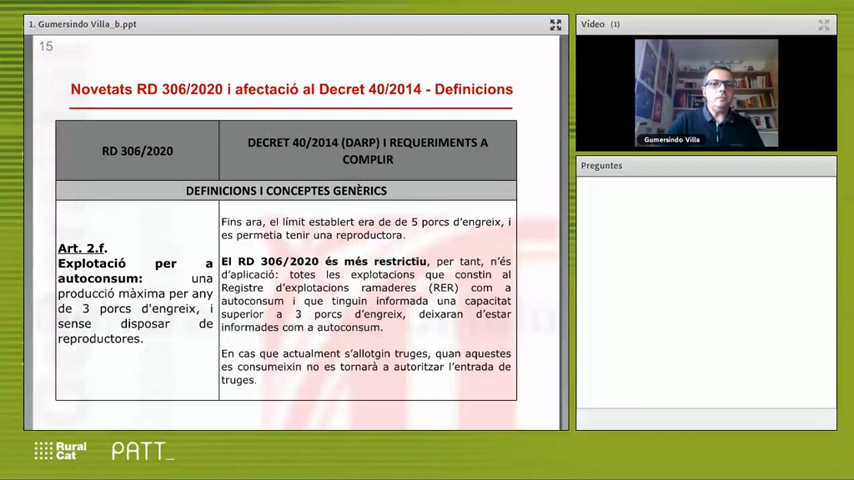 1. Gumersindo Villa_b.ppt
15
Novetats RD 306/2020 i afectació al Decret 40/2014 - Definicions
RD 306/2020
DECRET 40/2014 (DARP) I REQUERIMENTS A
COMPLIR
DEFINICIONS I CONCEPTES GENÈRICS
Art. 2.f.
Explotació per a
autoconsum: una
producció màxima per any
de 3 porcs d'engreix, i
sense disposar de
reproductores.
Fins ara, el límit establert era de de 5 porcs d'engreix, i
es permetia tenir una reproductora.
El RD 306/2020 és més restrictiu, per tant, n'és
d'aplicació: totes les explotacions que constin al
Registre d'explotacions ramaderes (RER) com a
autoconsum i que tinguin informada una capacitat
superior a 3 porcs d'engreix, deixaran d'estar
informades com a autoconsum.
En cas que actualment s'allotgin truges, quan aquestes
es consumeixin no es tornarà a autoritzar l'entrada de
truges.
Vídeo (1)
Gumersindo Villa
Preguntes
Rural
Cat
PATT_